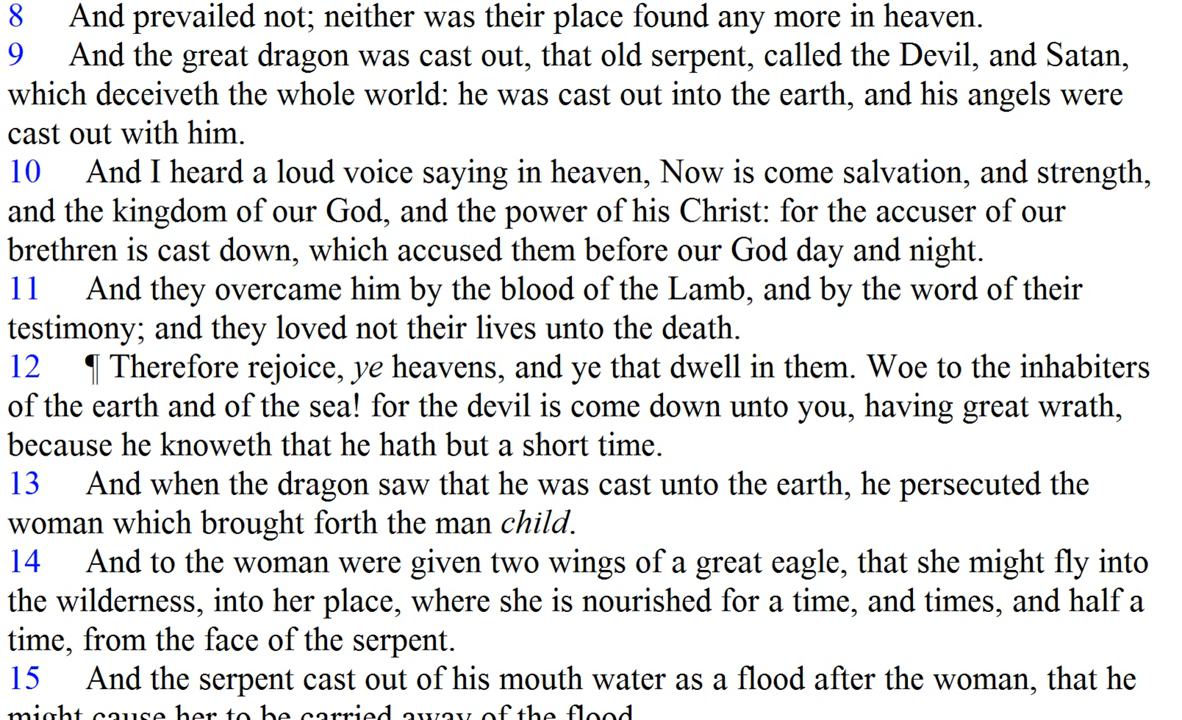 8 And prevailed not; neither was their place found any more in heaven.
9 And the great dragon was cast out, that old serpent, called the Devil, and Satan,
which deceiveth the whole world: he was cast out into the earth, and his angels were
cast out with him.
10 And I heard a loud voice saying in heaven, Now is come salvation, and strength,
and the kingdom of our God, and the power of his Christ: for the accuser of our
brethren is cast down, which accused them before our God day and night.
11 And they overcame him by the blood of the Lamb, and by the word of their
testimony; and they loved not their lives unto the death.
12 ¶ Therefore rejoice, ye heavens, and ye that dwell in them. Woe to the inhabiters
of the earth and of the sea! for the devil is come down unto you, having great wrath,
because he knoweth that he hath but a short time.
13 And when the dragon saw that he was cast unto the earth, he persecuted the
woman which brought forth the man child.
14 And to the woman were given two wings of a great eagle, that she might fly into
the wilderness, into her place, where she is nourished for a time, and times, and half a
time, from the face of the serpent.
15 And the serpent cast out of his mouth water as a flood after the woman, that he
might cause her to be carried away of the flood.